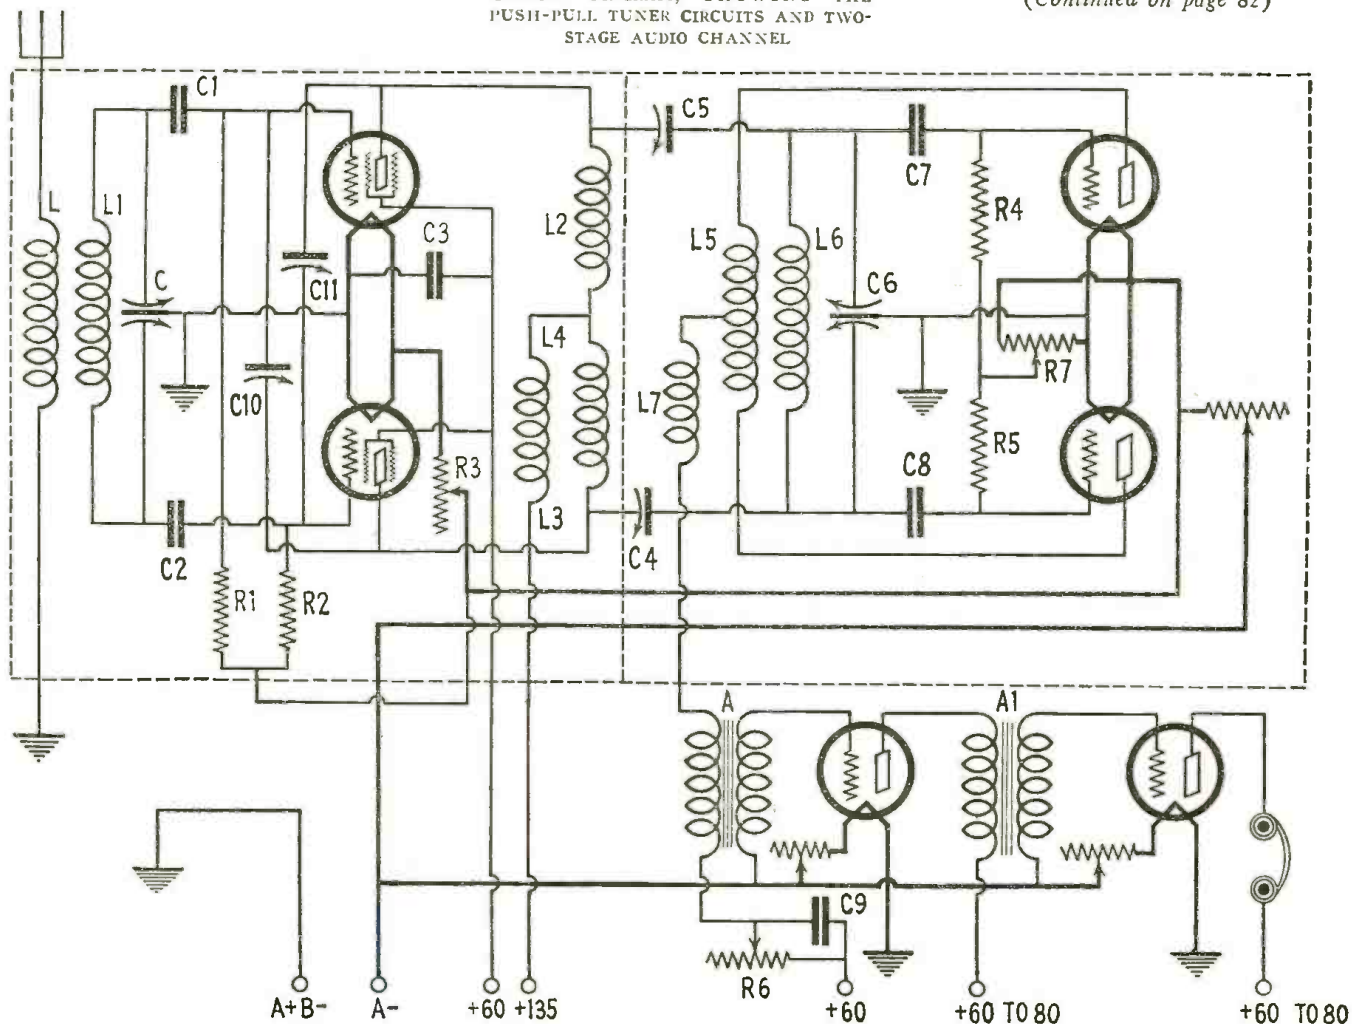 PUSH-PULL TUNER CIRCUITS AND TWO-
STAGE AUDIO CHANNEL
(Continued on page 82)
C1
C5
C7
L
L1
C
C11
C3
L2
L5
L6
C6
R4
C10
L4
L7
R7
R3
L3
C8
R5
C2
C4
R1
R2
A
A1
C9
R6
A+B-
A-
+60
+135
+60
+60 TO 80
+60 TO 80